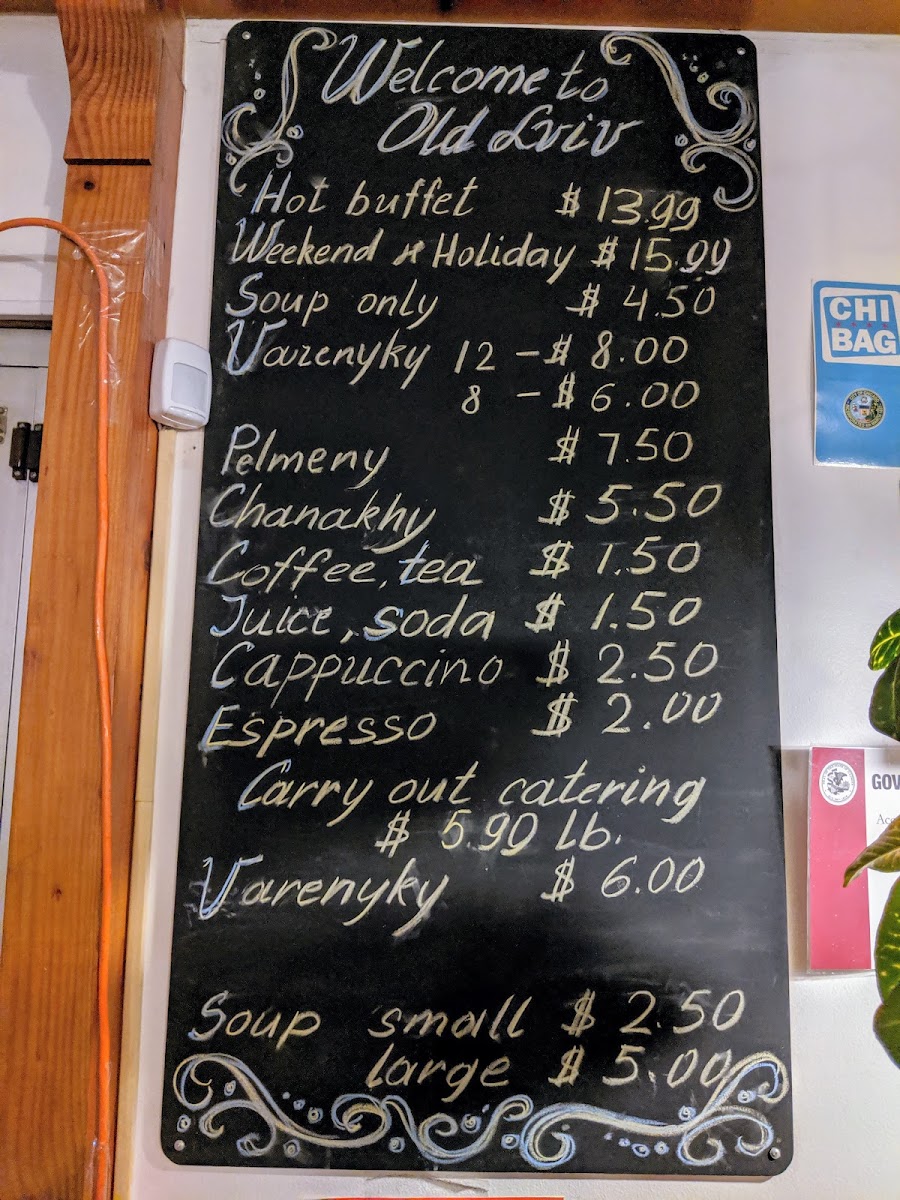 Welcome to
Old Lviv
Hot buffet $ 13.99
Weekend & Holiday $ 15.99
Soup only $ 4.50
Varenyky 12 - $ 8.00
8 - $ 6.00
Pelmeny $ 7.50
Chanakhy $ 5.50
Coffee, tea $ 1.50
Juice, soda $ 1.50
Cappuccino $ 2.50
Espresso $ 2.00
Carry out catering
$ 5.90 lb.
Varenyky $ 6.00
Soup small $ 2.50
large $ 5.00
CHI
BAG
GOV